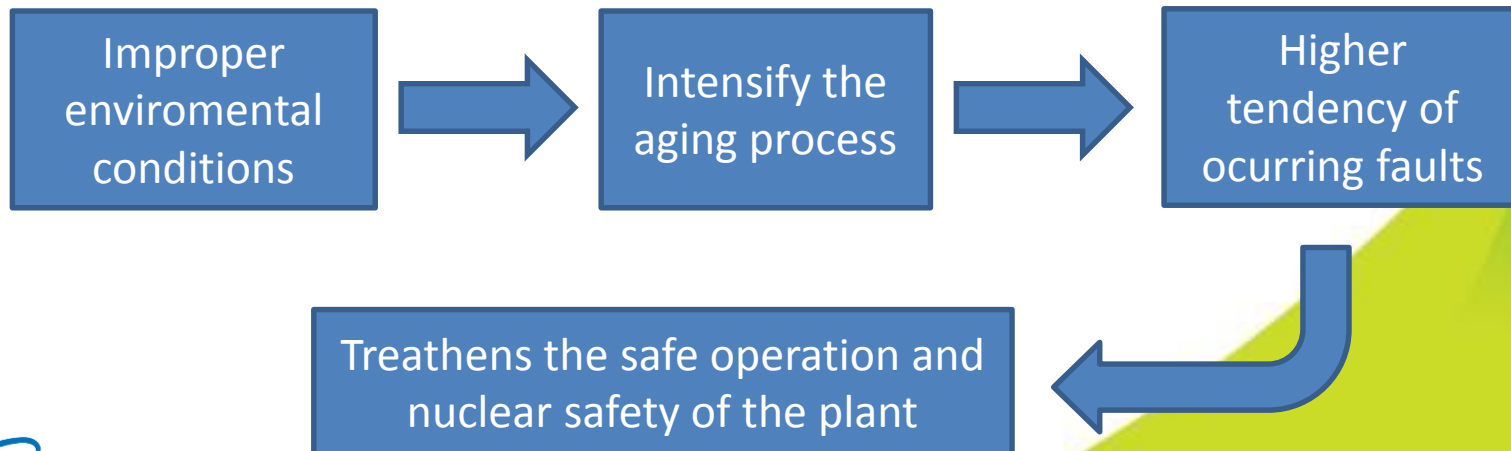 Improper
enviromental
conditions
Intensify the
aging process
Higher
tendency of
ocurring faults
Treathens the safe operation and
nuclear safety of the plant